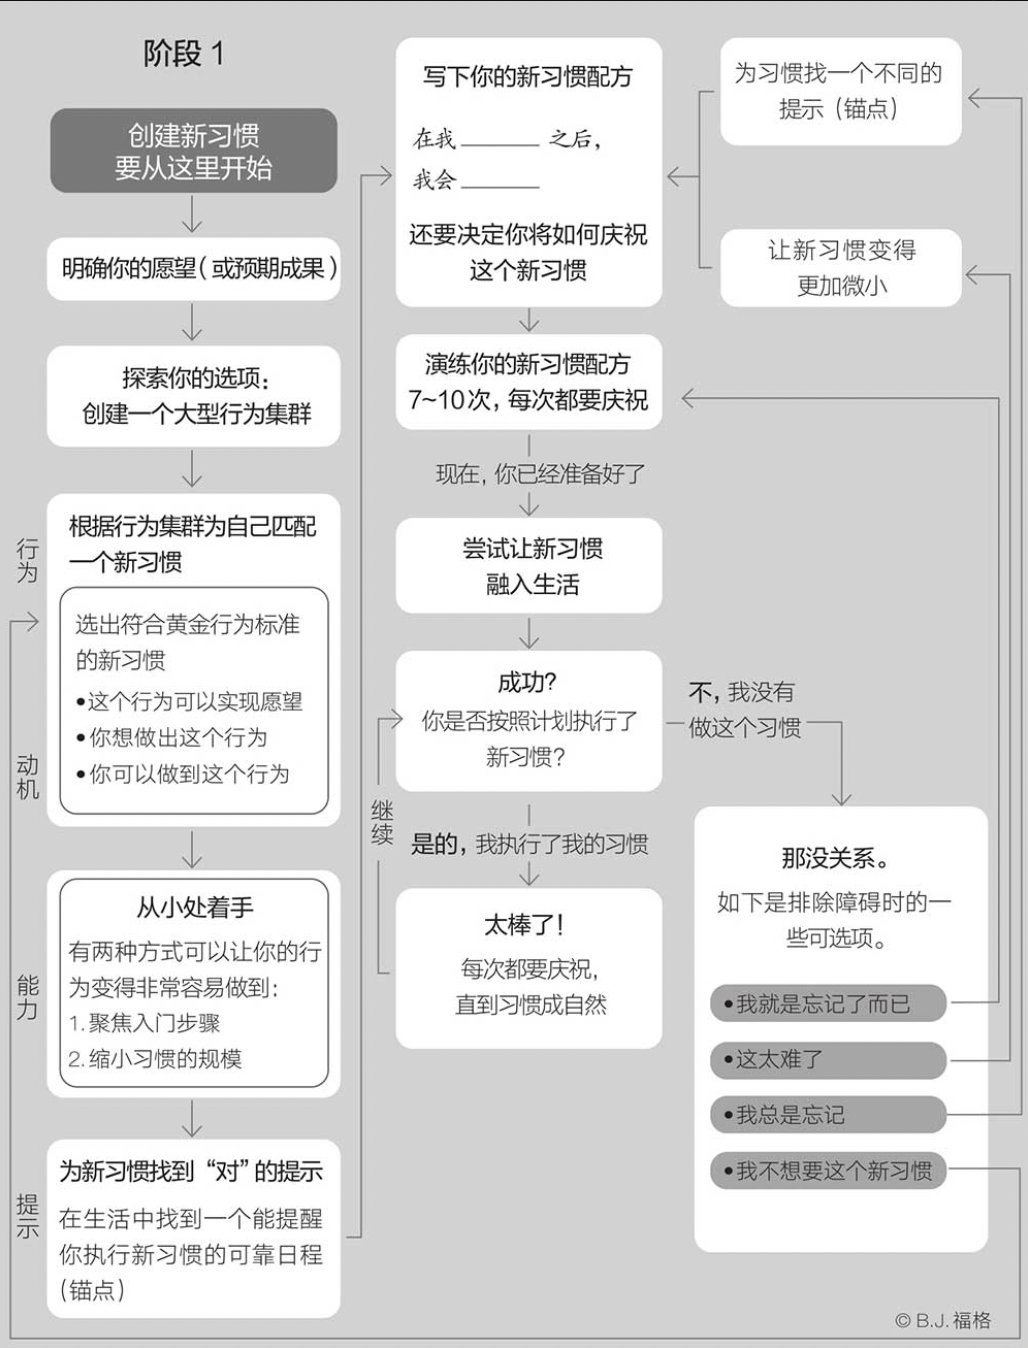 阶段 1
创建新习惯
要从这里开始
明确你的愿望（或预期成果）
探索你的选项：
创建一个大型行为集群
行为
根据行为集群为自己匹配
一个新习惯
选出符合黄金行为标准
的新习惯
•这个行为可以实现愿望
•你想做出这个行为
•你可以做到这个行为
动机
能力
从小处着手
有两种方式可以让你的行
为变得非常容易做到：
1.聚焦入门步骤
2.缩小习惯的规模
提示
为新习惯找到“对”的提示
在生活中找到一个能提醒
你执行新习惯的可靠日程
（锚点）
写下你的新习惯配方
在我______之后，
我会______
还要决定你将如何庆祝
这个新习惯
演练你的新习惯配方
7~10次，每次都要庆祝
现在，你已经准备好了
尝试让新习惯
融入生活
成功？
你是否按照计划执行了
新习惯？
继续
是的，我执行了我的习惯
太棒了！
每次都要庆祝，
直到习惯成自然
为习惯找一个不同的
提示（锚点）
让新习惯变得
更加微小
不，我没有
做这个习惯
那没关系。
如下是排除障碍时的一
些可选项。
•我就是忘记了而已
•这太难了
•我总是忘记
•我不想要这个新习惯
© B.J.福格